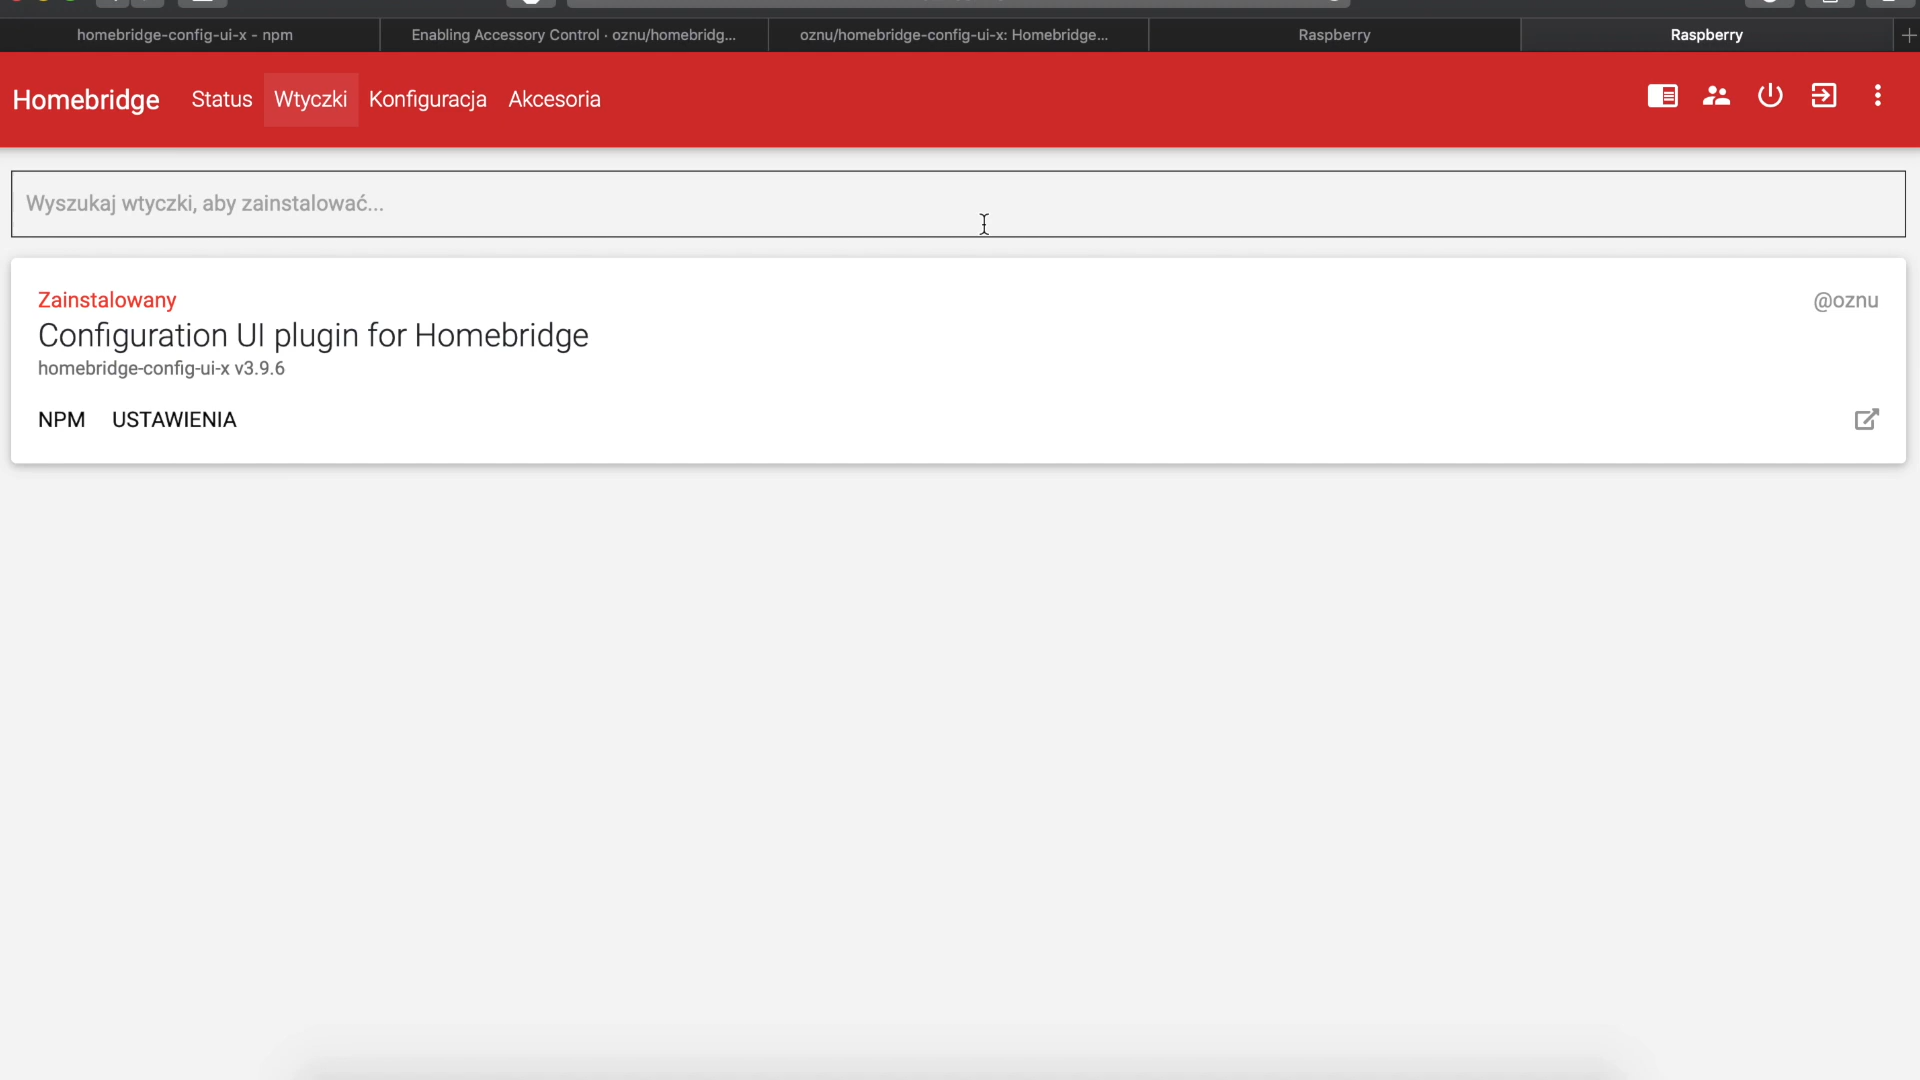 homebridge-config-ui-x - npm
Enabling Accessory Control · oznu/homebridg...
oznu/homebridge-config-ui-x: Homebridge...
Raspberry
Raspberry
Homebridge
Status
Wtyczki
Konfiguracja
Akcesoria
Wyszukaj wtyczki, aby zainstalować...
Zainstalowany
@oznu
Configuration UI plugin for Homebridge
homebridge-config-ui-x v3.9.6
NPM
USTAWIENIA